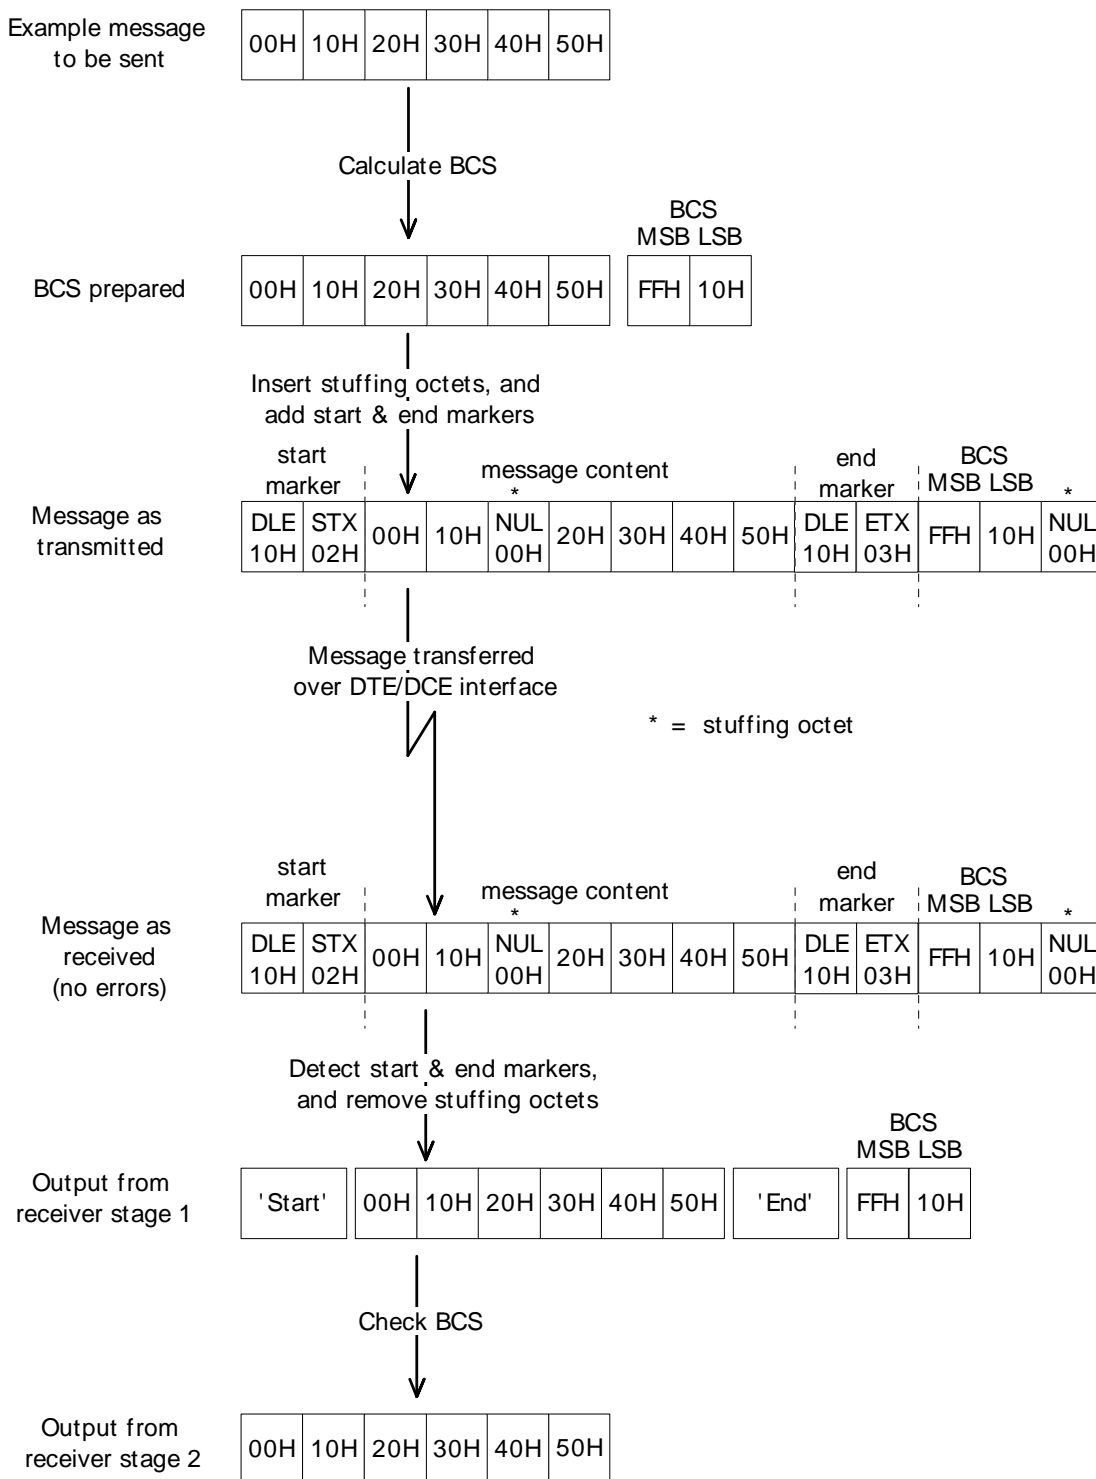 Example message
to be sent
00H 10H 20H 30H 40H 50H
Calculate BCS
BCS
MSB LSB
BCS prepared
00H 10H 20H 30H 40H 50H FFH 10H
Insert stuffing octets, and
add start & end markers
start
marker
message content
end
marker
BCS
MSB LSB
* *
Message as
transmitted
DLE
10H
STX
02H
00H 10H
NUL
00H
20H 30H 40H 50H
DLE
10H
ETX
03H
FFH 10H
NUL
00H
Message transferred
over DTE/DCE interface
* = stuffing octet
start
marker
message content
end
marker
BCS
MSB LSB
* *
Message as
received
(no errors)
DLE
10H
STX
02H
00H 10H
NUL
00H
20H 30H 40H 50H
DLE
10H
ETX
03H
FFH 10H
NUL
00H
Detect start & end markers,
and remove stuffing octets
BCS
MSB LSB
Output from
receiver stage 1
'Start' 00H 10H 20H 30H 40H 50H 'End' FFH 10H
Check BCS
Output from
receiver stage 2
00H 10H 20H 30H 40H 50H